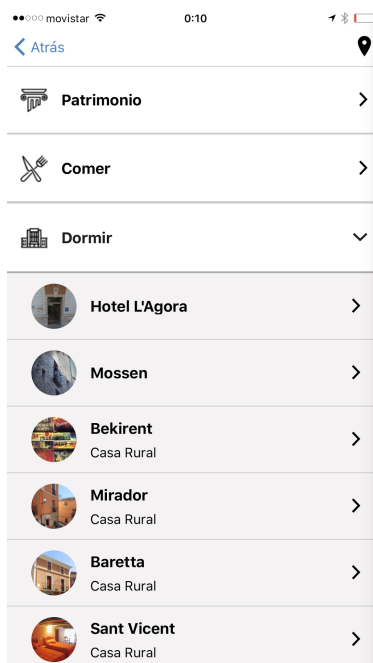 movistar
0:10
Atrás
Patrimonio
Comer
Dormir
Hotel L'Agora
Mossen
Bekirent
Casa Rural
Mirador
Casa Rural
Baretta
Casa Rural
Sant Vicent
Casa Rural